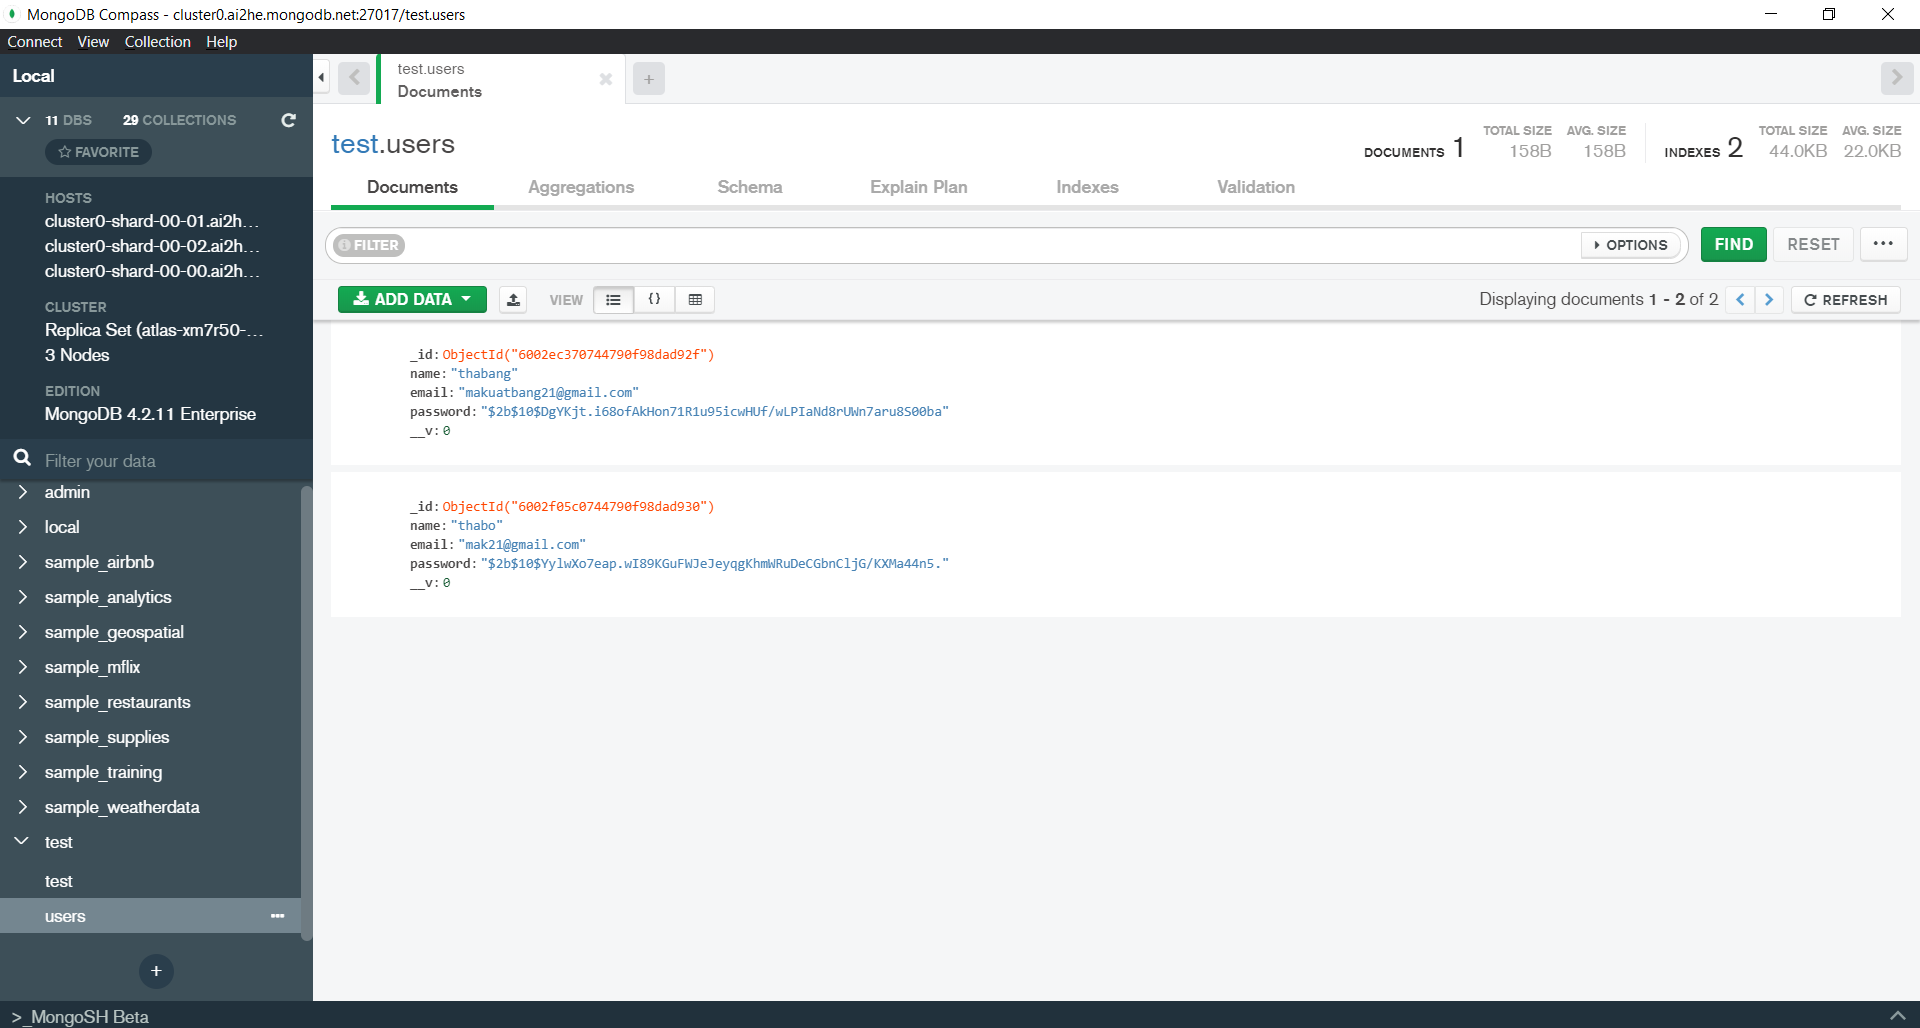 MongoDB Compass - cluster0.ai2he.mongodb.net:27017/test.users
Connect View Collection Help
Local
11 DBS 29 COLLECTIONS
FAVORITE
HOSTS
cluster0-shard-00-01.ai2h...
cluster0-shard-00-02.ai2h...
cluster0-shard-00-00.ai2h...
CLUSTER
Replica Set (atlas-xm7r50-...
3 Nodes
EDITION
MongoDB 4.2.11 Enterprise
Filter your data
admin
local
sample_airbnb
sample_analytics
sample_geospatial
sample_mflix
sample_restaurants
sample_supplies
sample_training
sample_weatherdata
test
test
users
>_MongoSH Beta
test.users
Documents
test.users
DOCUMENTS 1 TOTAL SIZE 158B AVG. SIZE 158B INDEXES 2 TOTAL SIZE 44.0KB AVG. SIZE 22.0KB
Documents Aggregations Schema Explain Plan Indexes Validation
FILTER OPTIONS FIND RESET
ADD DATA VIEW Displaying documents 1 - 2 of 2 REFRESH
_id: ObjectId("6002ec370744790f98dad92f")
name: "thabang"
email: "makuatbang21@gmail.com"
password: "$2b$10$DgYKjt.i68ofAkHon71R1u95icwHUf/wLPIaNd8rUWn7aru8S00ba"
__v: 0
_id: ObjectId("6002f05c0744790f98dad930")
name: "thabo"
email: "mak21@gmail.com"
password: "$2b$10$YylwXo7eap.wI89KGuFWJeJeyqgKhmWRuDeCGbnCljG/KXMa44n5."
__v: 0